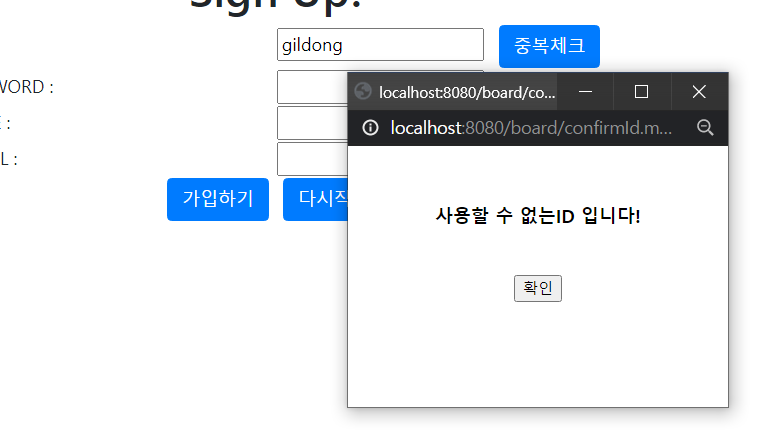 Sign Up!
gildong 중복체크
WORD :
E :
L :
가입하기 다시작
localhost:8080/board/co...
localhost:8080/board/confirmId.m...
사용할 수 없는ID 입니다!
확인